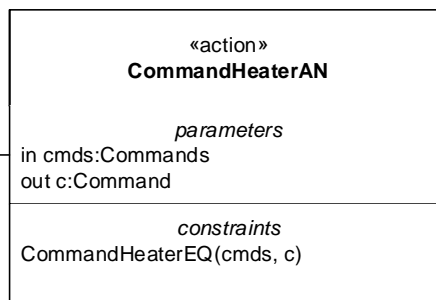 «action»
CommandHeaterAN
parameters
in cmds:Commands
out c:Command
constraints
CommandHeaterEQ(cmds, c)